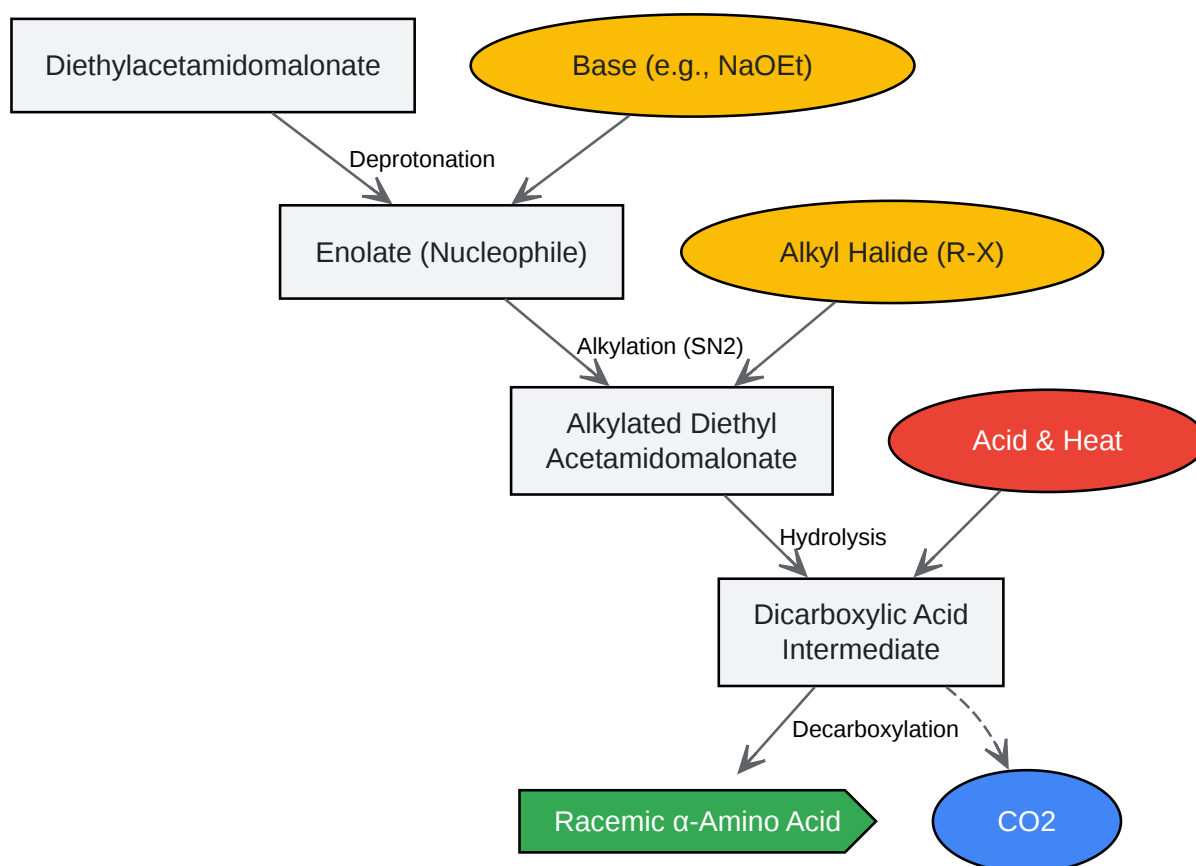 Diethylacetamidomalonate
Base (e.g., NaOEt)
Deprotonation
Enolate (Nucleophile)
Alkyl Halide (R-X)
Alkylation (SN2)
Alkylated Diethyl
Acetamidomalonate
Acid & Heat
Hydrolysis
Dicarboxylic Acid
Intermediate
Decarboxylation
Racemic α-Amino Acid
CO2